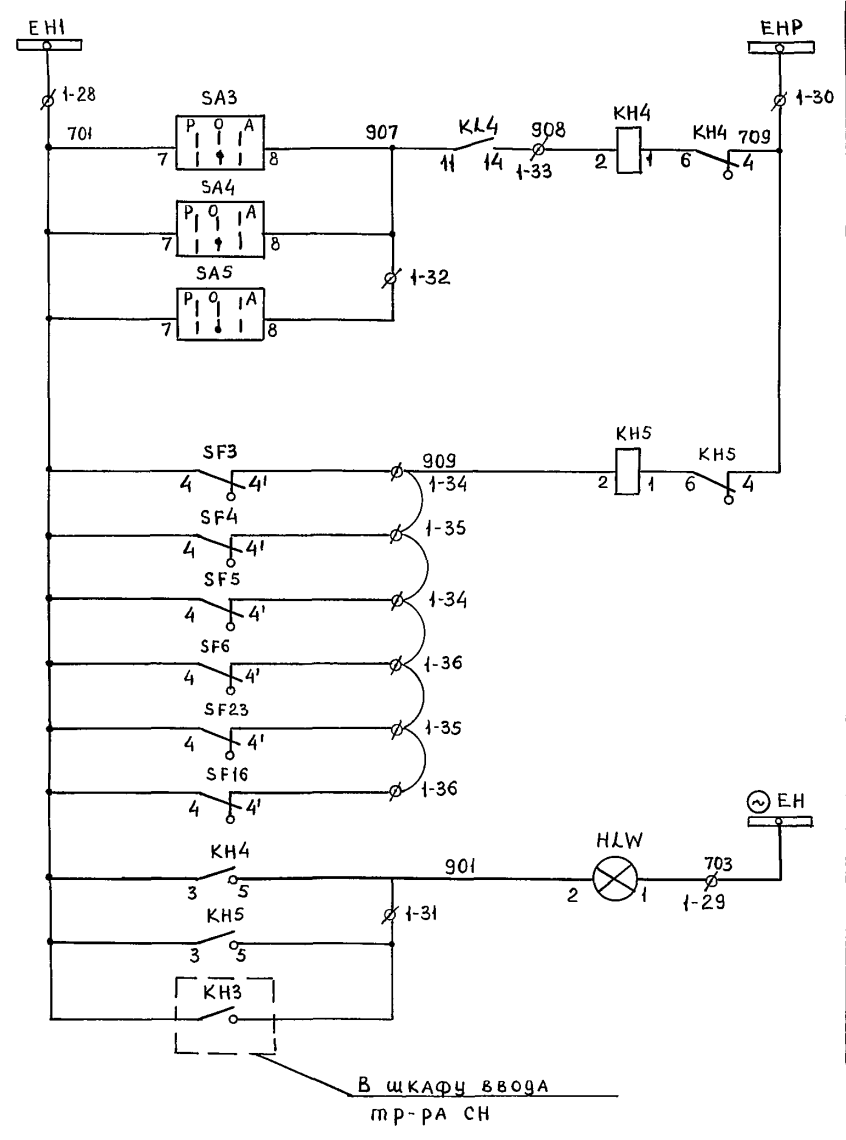 ЕН1
ЕНР
1-28
1-30
SA3
701
Р О А
7
8
907
KL4
11
14
908
1-33
KH4
2
1
KH4
6
4
709
SA4
Р О А
7
8
1-32
SA5
Р О А
7
8
SF3
4
4'
909
1-34
KH5
2
1
KH5
6
4
SF4
4
4'
1-35
SF5
4
4'
1-34
SF6
4
4'
1-36
SF23
4
4'
1-35
SF16
4
4'
1-36
~ ЕН
KH4
3
5
901
HLW
2
1
703
1-29
1-31
KH5
3
5
KH3
В шкафу ввода
тр-ра СН